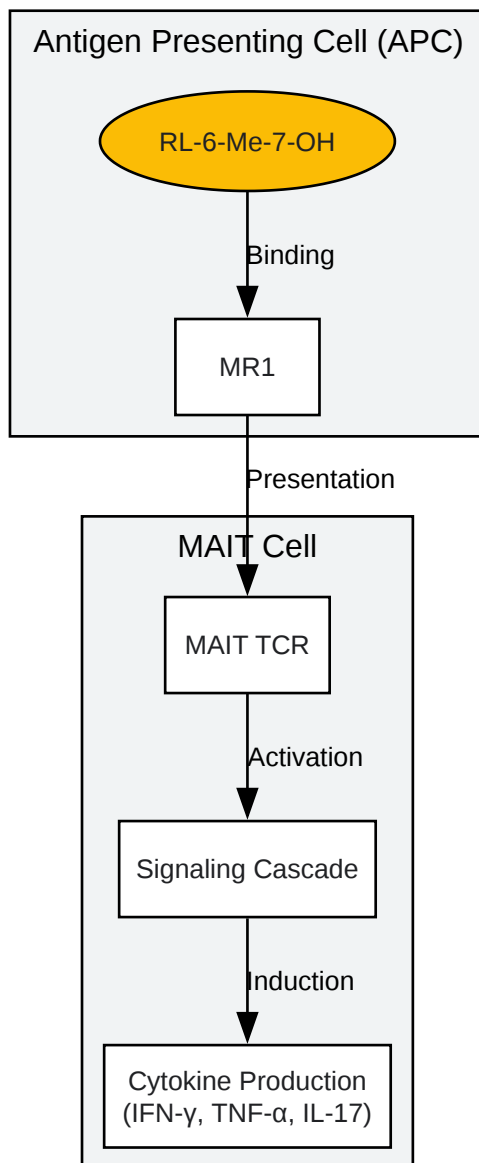 Antigen Presenting Cell (APC)
RL-6-Me-7-OH
Binding
MR1
Presentation
MAIT Cell
MAIT TCR
Activation
Signaling Cascade
Induction
Cytokine Production
(IFN-γ, TNF-α, IL-17)